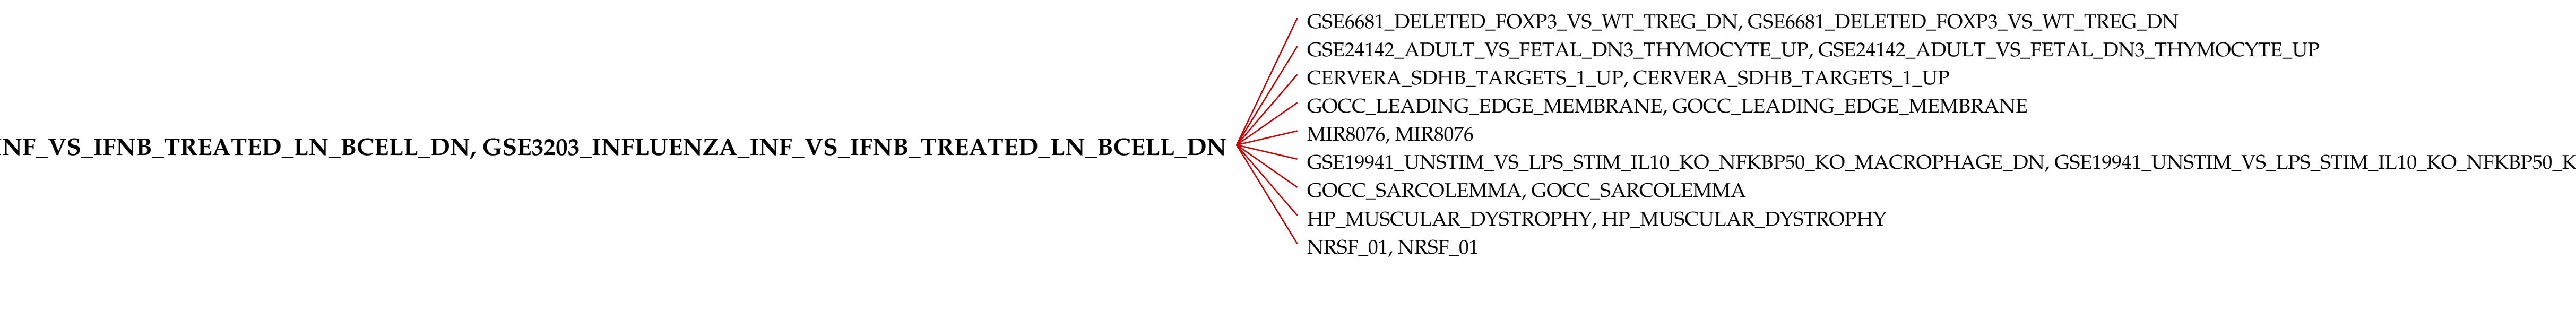 GSE6681_DELETED_FOXP3_VS_WT_TREG_DN, GSE6681_DELETED_FOXP3_VS_WT_TREG_DN
GSE24142_ADULT_VS_FETAL_DN3_THYMOCYTE_UP, GSE24142_ADULT_VS_FETAL_DN3_THYMOCYTE_UP
CERVERA_SDHB_TARGETS_1_UP, CERVERA_SDHB_TARGETS_1_UP
GOCC_LEADING_EDGE_MEMBRANE, GOCC_LEADING_EDGE_MEMBRANE
MIR8076, MIR8076
NF_VS_IFNB_TREATED_LN_BCELL_DN, GSE3203_INFLUENZA_INF_VS_IFNB_TREATED_LN_BCELL_DN
GSE19941_UNSTIM_VS_LPS_STIM_IL10_KO_NFKBP50_KO_MACROPHAGE_DN, GSE19941_UNSTIM_VS_LPS_STIM_IL10_KO_NFKBP50_K
GOCC_SARCOLEMMA, GOCC_SARCOLEMMA
HP_MUSCULAR_DYSTROPHY, HP_MUSCULAR_DYSTROPHY
NRSF_01, NRSF_01